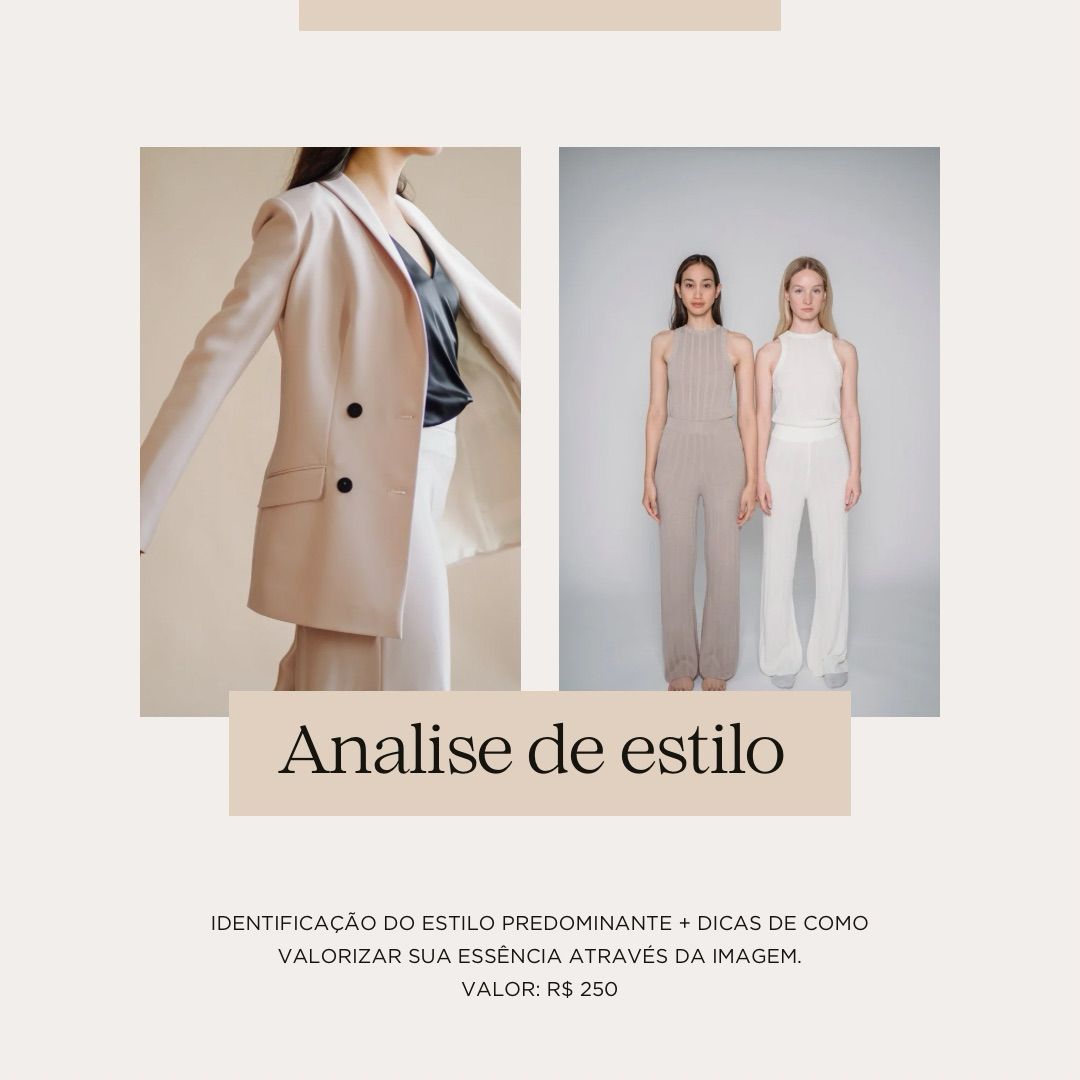 Analise de estilo
IDENTIFICAÇÃO DO ESTILO PREDOMINANTE + DICAS DE COMO
VALORIZAR SUA ESSÊNCIA ATRAVÉS DA IMAGEM.
VALOR: R$ 250